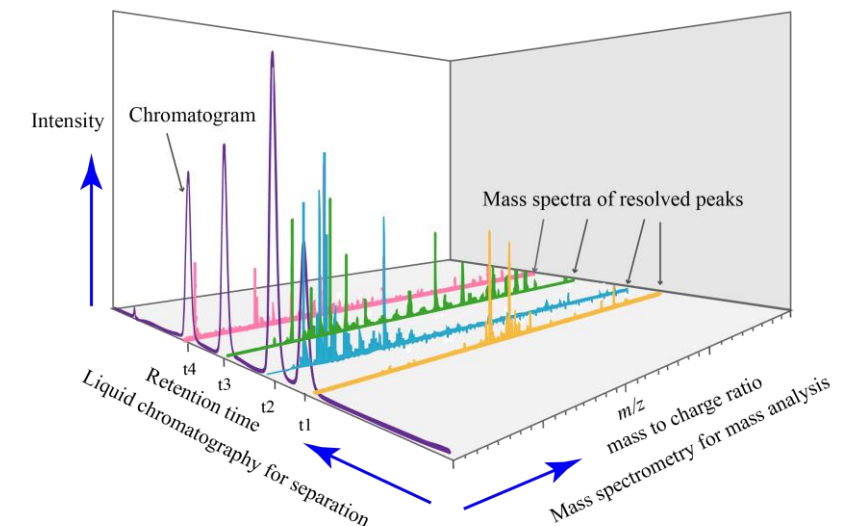 Intensity
Chromatogram
Mass spectra of resolved peaks
t4
t3
t2
t1
Retention time
Liquid chromatography for separation
m/z
mass to charge ratio
Mass spectrometry for mass analysis